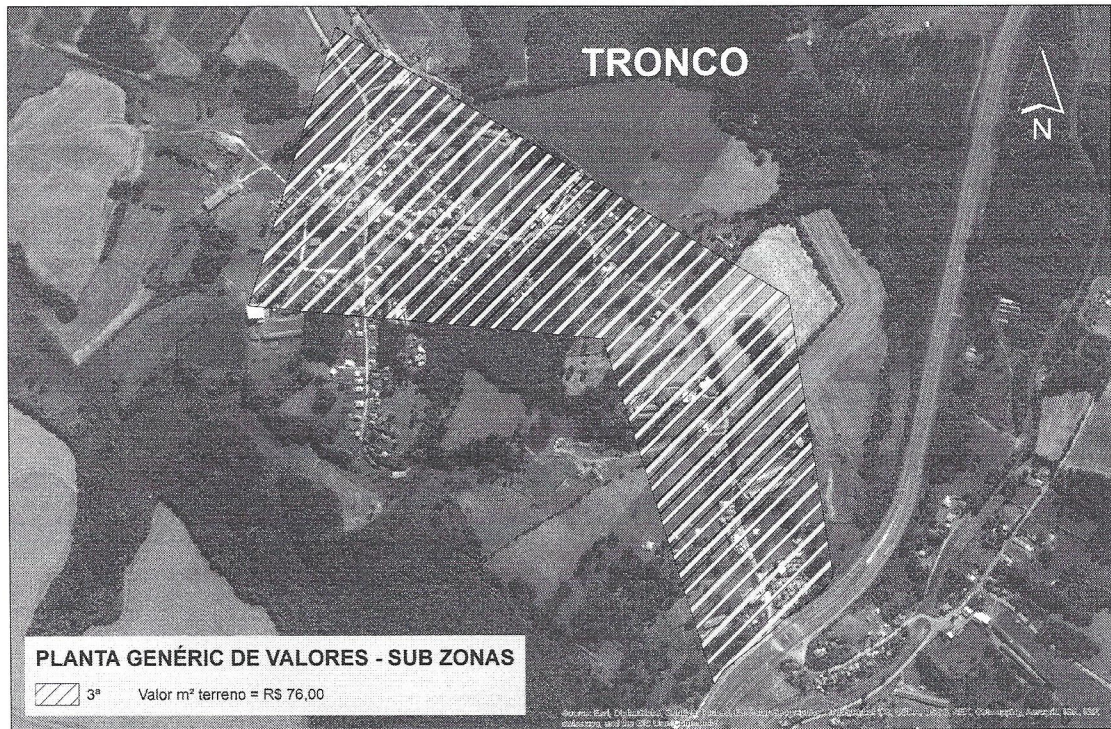 TRONCO
N
PLANTA GENÉRIC DE VALORES - SUB ZONAS
3ª Valor m² terreno = R$ 76,00